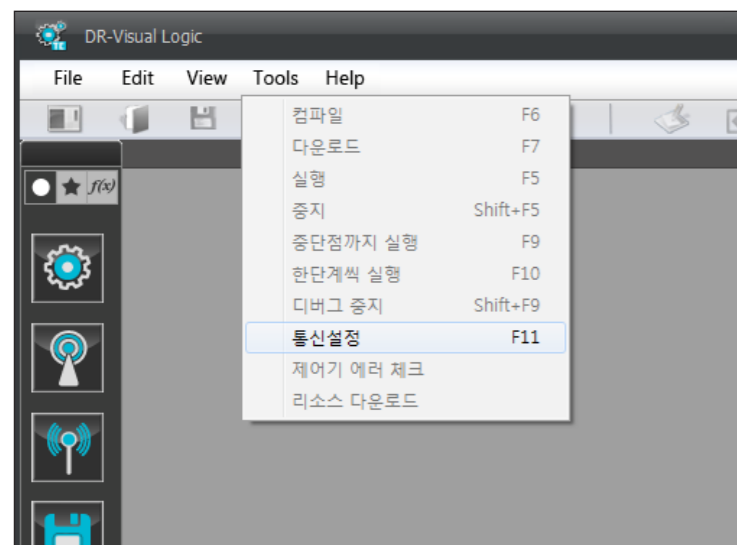 DR-Visual Logic
File Edit View Tools Help
컴파일 F6
다운로드 F7
실행 F5
중지 Shift+F5
중단점까지 실행 F9
한단계씩 실행 F10
디버그 중지 Shift+F9
통신설정 F11
제어기 에러 체크
리소스 다운로드
f(x)